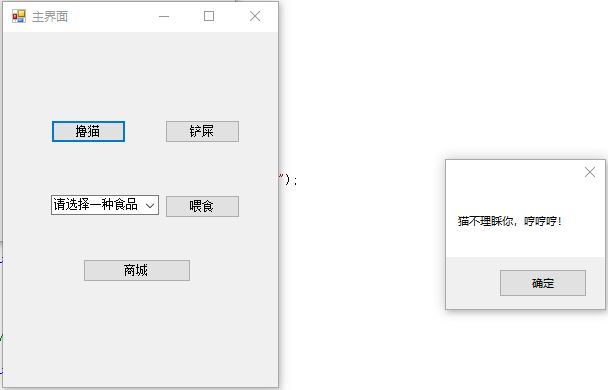 主界面
撸猫
铲屎
");
请选择一种食品
喂食
猫不理睬你，哼哼哼！
商城
确定